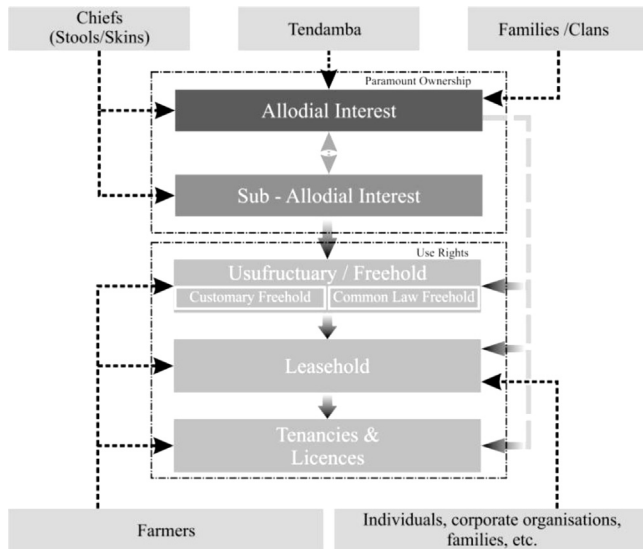 Chiefs
(Stools/Skins)
Tendamba
Families /Clans
Paramount Ownership
Allodial Interest
Sub - Allodial Interest
Use Rights
Usufructuary / Freehold
Customary Freehold
Common Law Freehold
Leasehold
Tenancies &
Licences
Farmers
Individuals, corporate organisations,
families, etc.